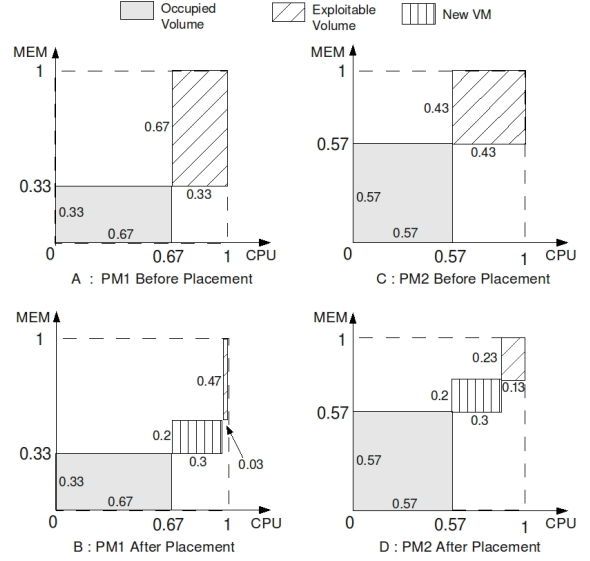 Occupied
Volume
Exploitable
Volume
New VM
MEM
1
0.67
0.33
0.33
0.33
0.67
0
0.67
1
CPU
A : PM1 Before Placement
MEM
1
0.43
0.57
0.43
0.57
0.57
0
0.57
1
CPU
C : PM2 Before Placement
MEM
1
0.47
0.2
0.33
0.3
0.03
0.33
0.67
0
0.67
1
CPU
B : PM1 After Placement
MEM
1
0.23
0.13
0.2
0.57
0.3
0.57
0.57
0
0.57
1
CPU
D : PM2 After Placement